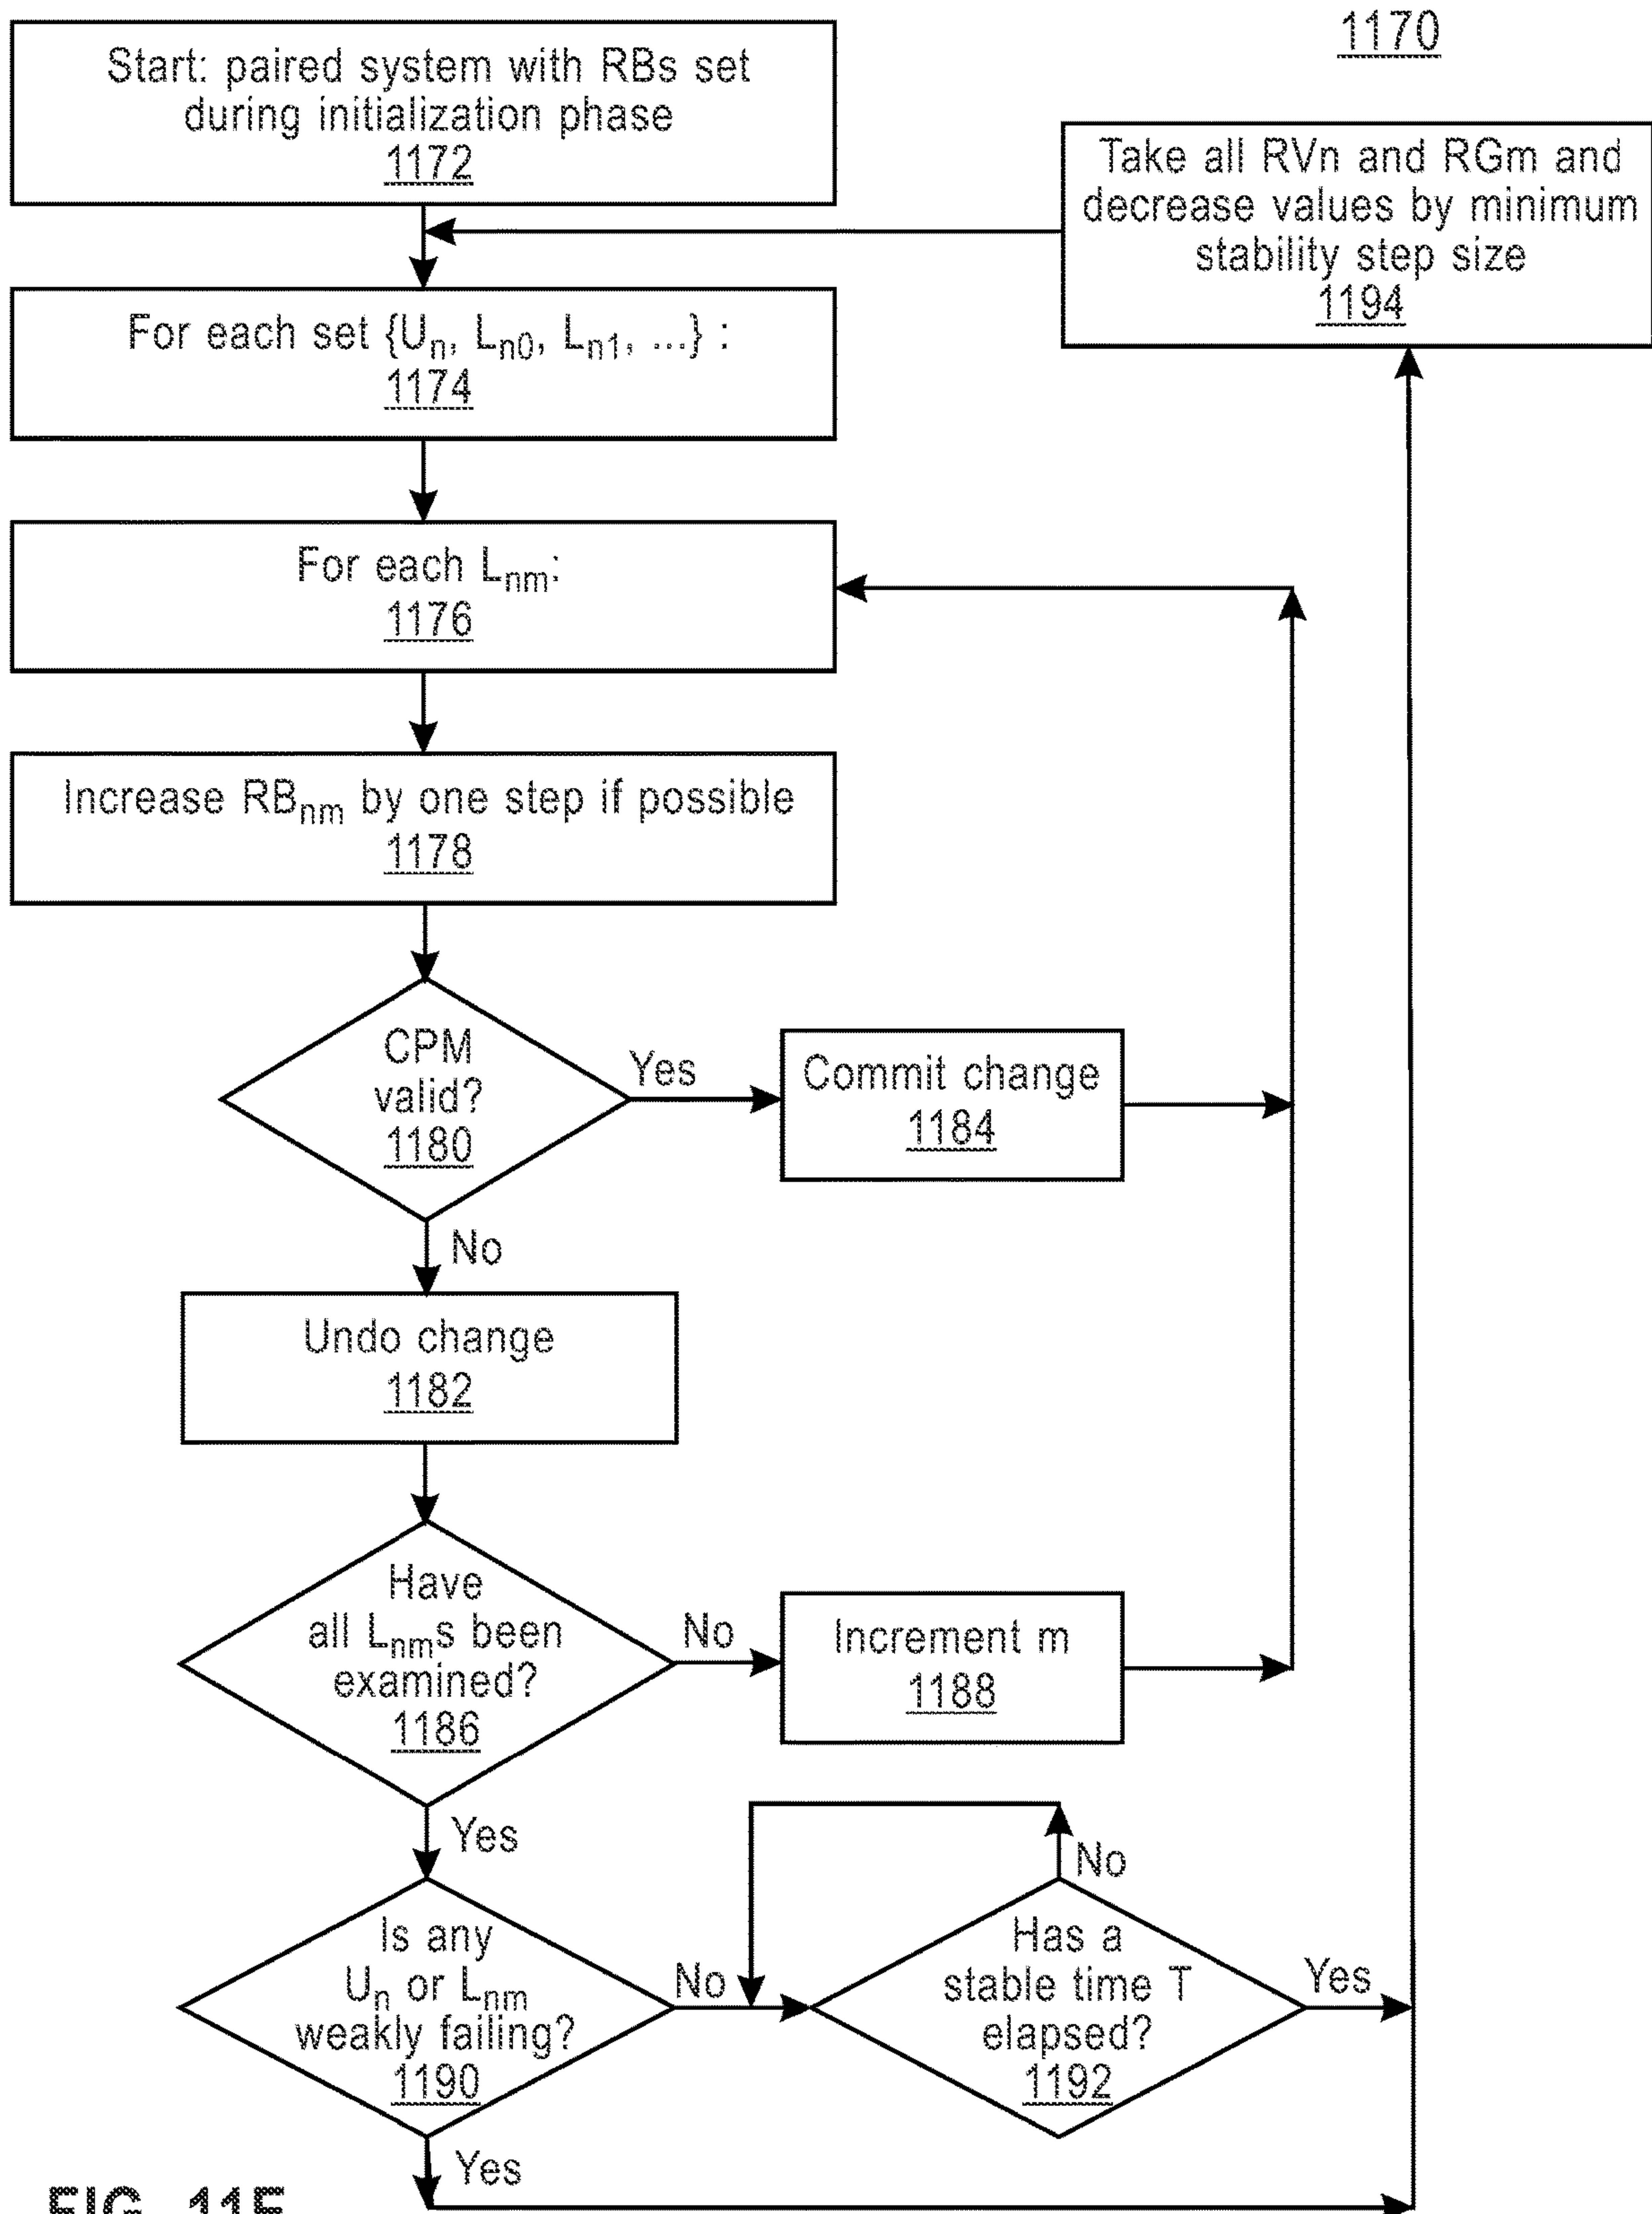 1170
Start: paired system with RBs set
during initialization phase
1172
Take all RVn and RGm and
decrease values by minimum
stability step size
1194
For each set {Uₙ, Lₙ₀, Lₙ₁, ...} :
1174
For each Lₙₘ:
1176
Increase RBₙₘ by one step if possible
1178
CPM
valid?
1180
Yes
Commit change
1184
No
Undo change
1182
Have
all Lₙₘs been
examined?
1186
No
Increment m
1188
Yes
Is any
Uₙ or Lₙₘ
weakly failing?
1190
No
Has a
stable time T
elapsed?
1192
No
Yes
Yes
FIG.